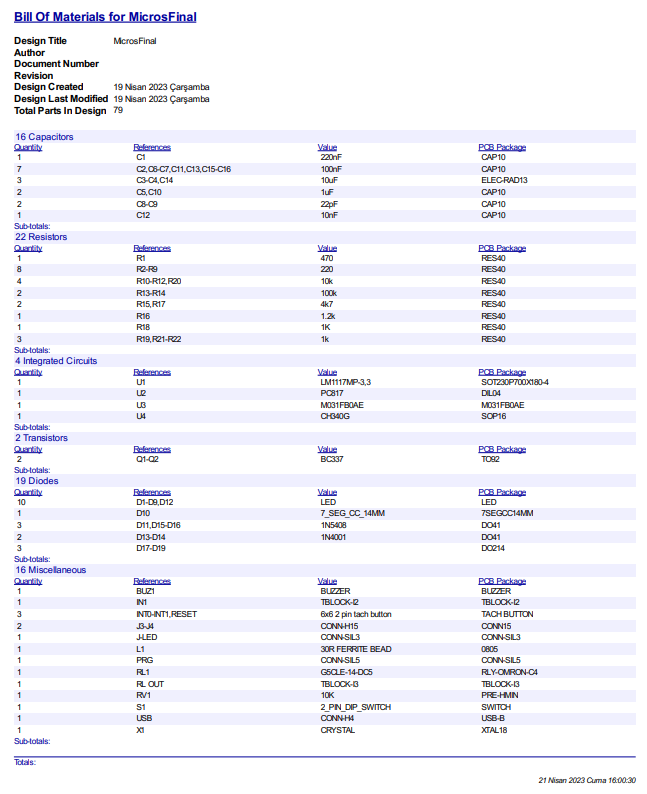 Bill Of Materials for MicrosFinal
Design Title MicrosFinal
Author
Document Number
Revision
Design Created 19 Nisan 2023 Çarşamba
Design Last Modified 19 Nisan 2023 Çarşamba
Total Parts In Design 79
16 Capacitors
Quantity References Value PCB Package
1 C1 220nF CAP10
7 C2,C6-C7,C11,C13,C15-C16 100nF CAP10
3 C3-C4,C14 10uF ELEC-RAD13
2 C5,C10 1uF CAP10
2 C8-C9 22pF CAP10
1 C12 10nF CAP10
Sub-totals:
22 Resistors
Quantity References Value PCB Package
1 R1 470 RES40
8 R2-R9 220 RES40
4 R10-R12,R20 10k RES40
2 R13-R14 100k RES40
2 R15,R17 4k7 RES40
1 R16 1.2k RES40
1 R18 1K RES40
3 R19,R21-R22 1k RES40
Sub-totals:
4 Integrated Circuits
Quantity References Value PCB Package
1 U1 LM1117MP-3,3 SOT230P700X180-4
1 U2 PC817 DIL04
1 U3 M031FB0AE M031FB0AE
1 U4 CH340G SOP16
Sub-totals:
2 Transistors
Quantity References Value PCB Package
2 Q1-Q2 BC337 TO92
Sub-totals:
19 Diodes
Quantity References Value PCB Package
10 D1-D9,D12 LED LED
1 D10 7_SEG_CC_14MM 7SEGCC14MM
3 D11,D15-D16 1N5408 DO41
2 D13-D14 1N4001 DO41
3 D17-D19 DO214
Sub-totals:
16 Miscellaneous
Quantity References Value PCB Package
1 BUZ1 BUZZER BUZZER
1 IN1 TBLOCK-I2 TBLOCK-I2
3 INT0-INT1,RESET 6x6 2 pin tach button TACH BUTTON
2 J3-J4 CONN-H15 CONN15
1 J-LED CONN-SIL3 CONN-SIL3
1 L1 30R FERRITE BEAD 0805
1 PRG CONN-SIL5 CONN-SIL5
1 RL1 G5CLE-14-DC5 RLY-OMRON-C4
1 RL OUT TBLOCK-I3 TBLOCK-I3
1 RV1 10K PRE-HMIN
1 S1 2_PIN_DIP_SWITCH SWITCH
1 USB CONN-H4 USB-B
1 X1 CRYSTAL XTAL18
Sub-totals:
Totals:
21 Nisan 2023 Cuma 16:00:30